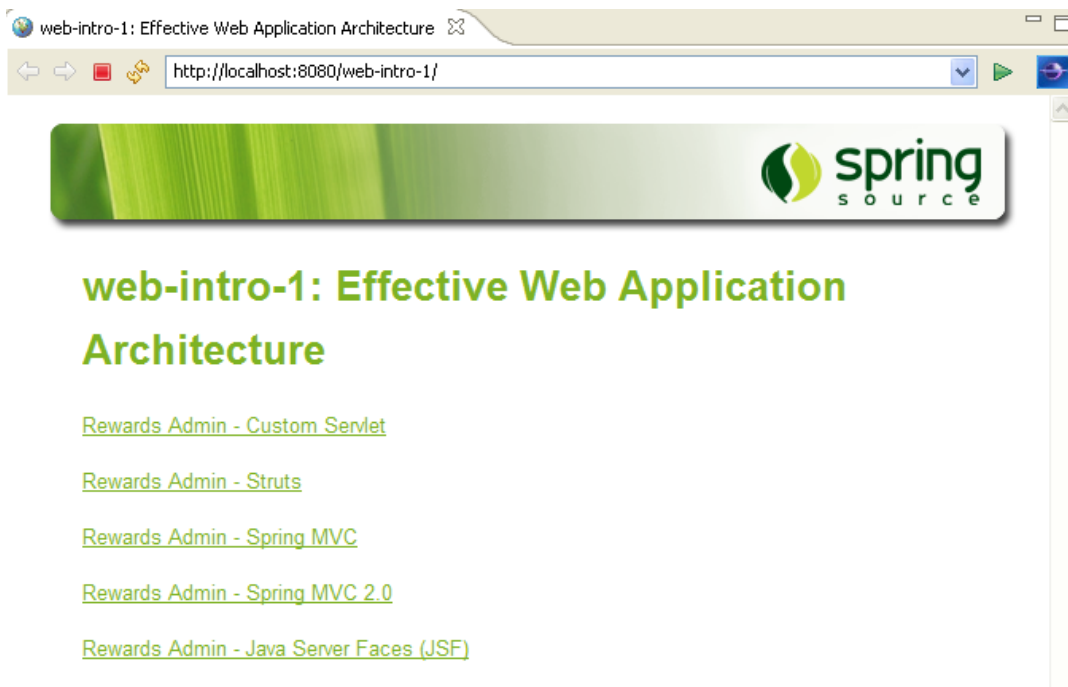 web-intro-1: Effective Web Application Architecture
http://localhost:8080/web-intro-1/
spring
source
web-intro-1: Effective Web Application
Architecture
Rewards Admin - Custom Servlet
Rewards Admin - Struts
Rewards Admin - Spring MVC
Rewards Admin - Spring MVC 2.0
Rewards Admin - Java Server Faces (JSF)